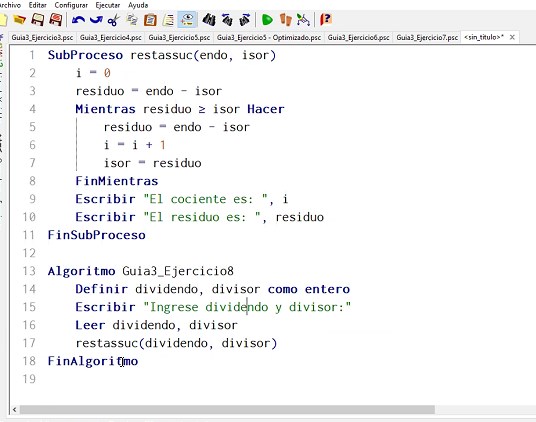 Archivo Editar Configurar Ejecutar Ayuda
Guia3_Ejercicio3.psc Guia3_Ejercicio4.psc Guia3_Ejercicio5.psc Guia3_Ejercicio5 - Optimizado.psc Guia3_Ejercicio6.psc Guia3_Ejercicio7.psc <sin_titulo>*
1 SubProceso restassuc(endo, isor)
2 i = 0
3 residuo = endo - isor
4 Mientras residuo ≥ isor Hacer
5 residuo = endo - isor
6 i = i + 1
7 isor = residuo
8 FinMientras
9 Escribir "El cociente es: ", i
10 Escribir "El residuo es: ", residuo
11 FinSubProceso
12
13 Algoritmo Guia3_Ejercicio8
14 Definir dividendo, divisor como entero
15 Escribir "Ingrese dividendo y divisor:"
16 Leer dividendo, divisor
17 restassuc(dividendo, divisor)
18 FinAlgoritmo
19